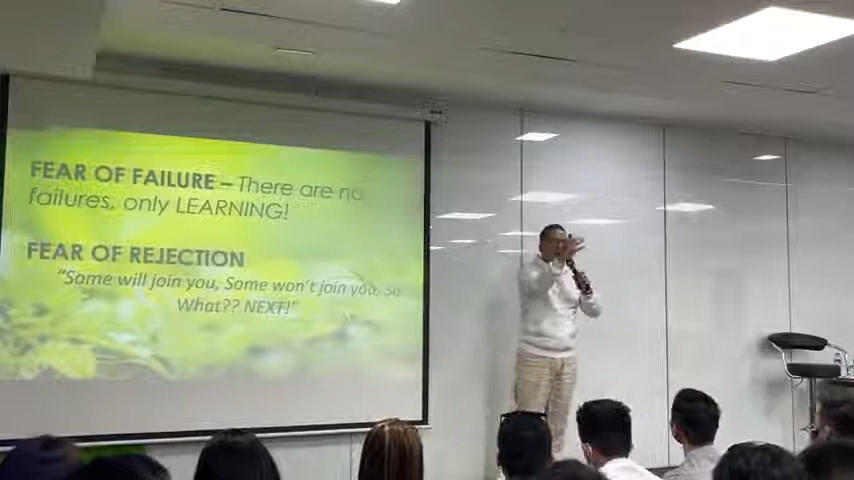 FEAR OF FAILURE – There are no
failures, only LEARNING!
FEAR OF REJECTION
“Some will join you, Some won’t join you, So
What?? NEXT!”